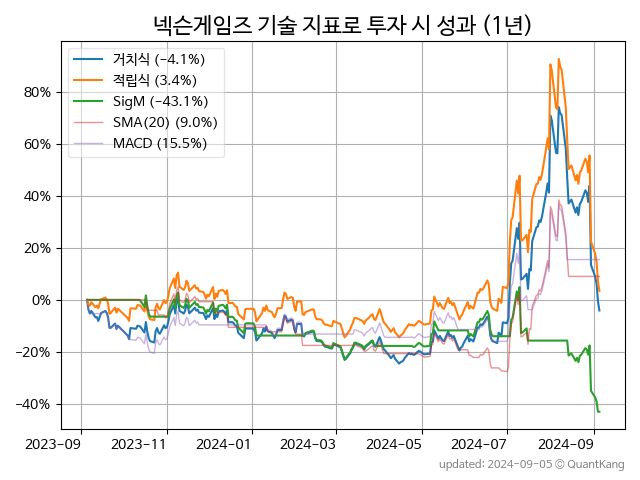 넥슨게임즈 기술 지표로 투자 시 성과 (1년)
거치식 (−4.1%)
적립식 (3.4%)
SigM (−43.1%)
SMA(20) (9.0%)
MACD (15.5%)
80%
60%
40%
20%
0%
−20%
−40%
2023-09 2023-11 2024-01 2024-03 2024-05 2024-07 2024-09
updated: 2024-09-05 © QuantKang